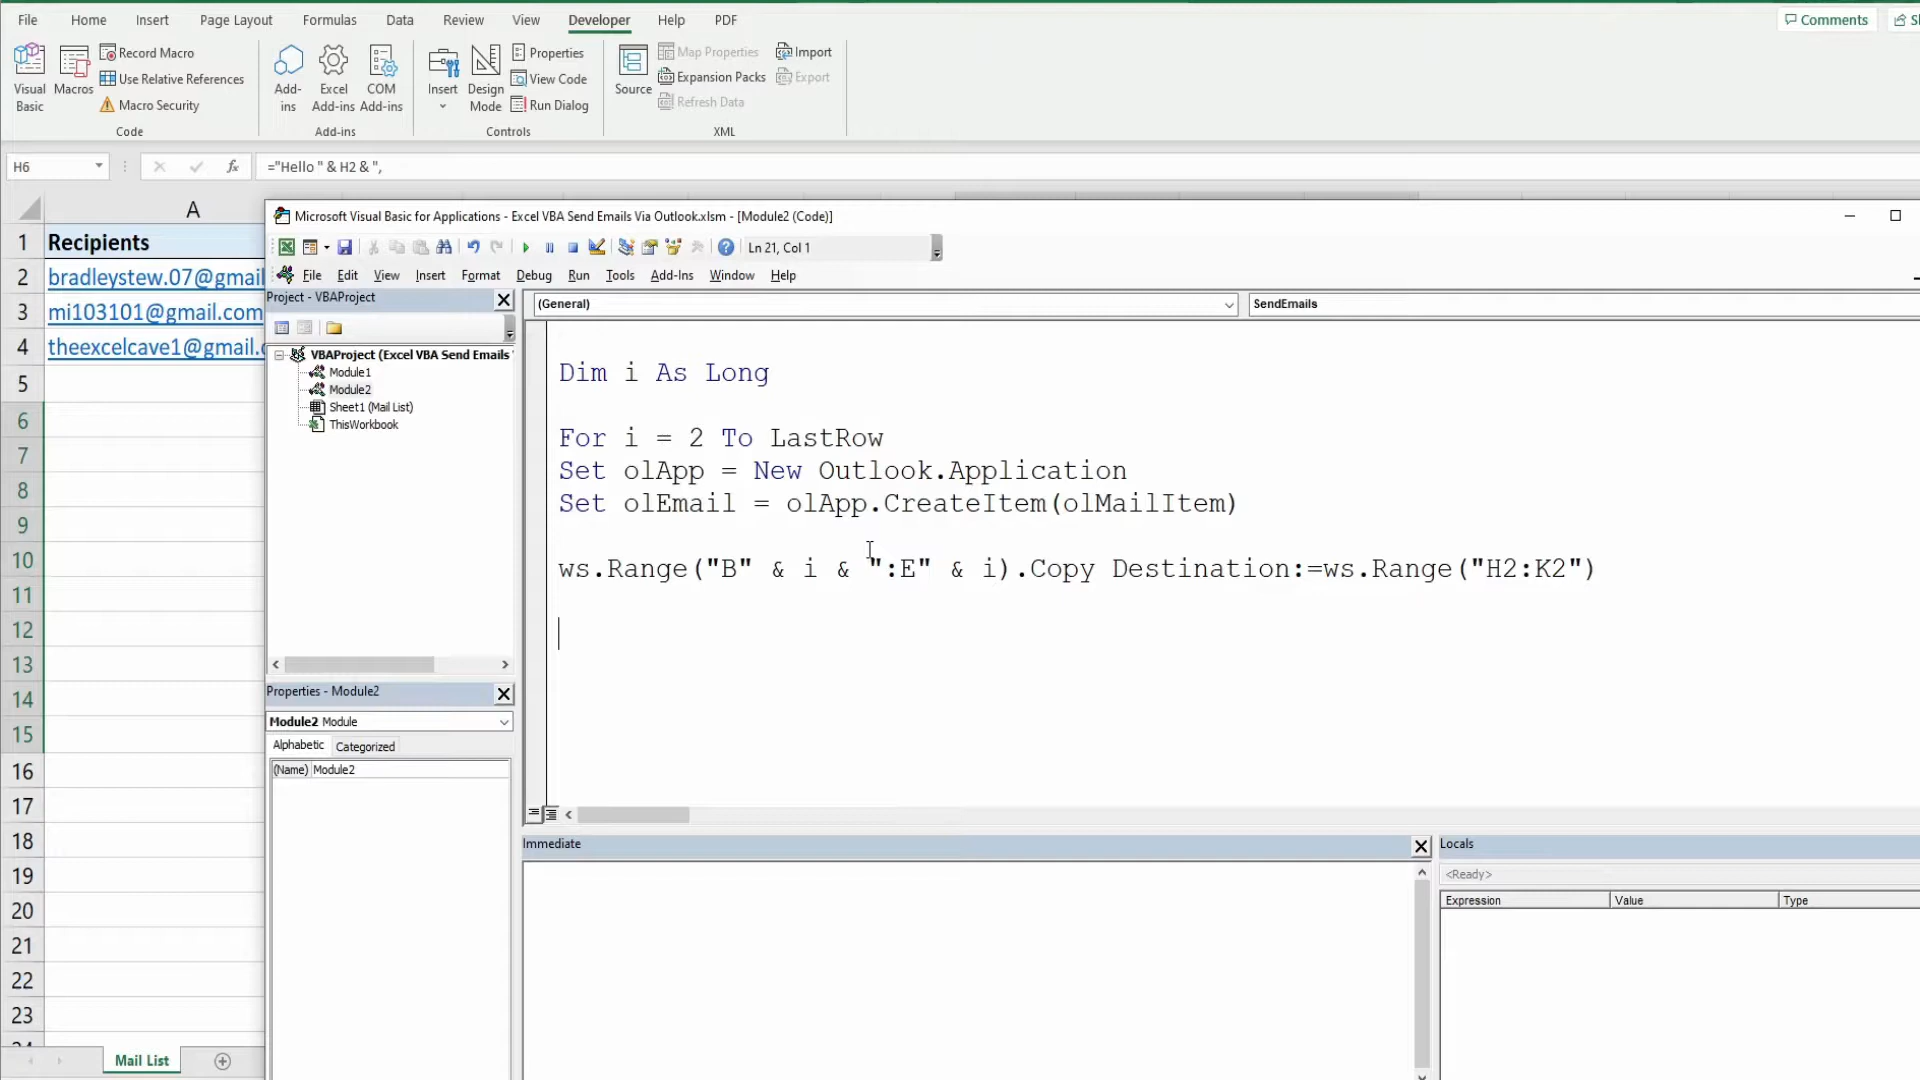 File Home Insert Page Layout Formulas Data Review View Developer Help PDF Comments
Visual Basic
Macros
Record Macro
Use Relative References
Macro Security
Code
Add-ins
Excel Add-ins
COM Add-ins
Add-ins
Insert
Design Mode
Properties
View Code
Run Dialog
Controls
Source
Map Properties
Expansion Packs
Refresh Data
Import
Export
XML
H6 fx ="Hello " & H2 & ",
A
1 Recipients
2 bradleystew.07@gmail
3 mi103101@gmail.com
4 theexcelcave1@gmail.
5
6
7
8
9
10
11
12
13
14
15
16
17
18
19
20
21
22
23
Mail List
Microsoft Visual Basic for Applications - Excel VBA Send Emails Via Outlook.xlsm - [Module2 (Code)]
Ln 21, Col 1
File Edit View Insert Format Debug Run Tools Add-Ins Window Help
Project - VBAProject
VBAProject (Excel VBA Send Emails
Module1
Module2
Sheet1 (Mail List)
ThisWorkbook
Properties - Module2
Module2 Module
Alphabetic Categorized
(Name) Module2
(General) SendEmails
Dim i As Long
For i = 2 To LastRow
Set olApp = New Outlook.Application
Set olEmail = olApp.CreateItem(olMailItem)
ws.Range("B" & i & ":E" & i).Copy Destination:=ws.Range("H2:K2")
Immediate
Locals
<Ready>
Expression Value Type